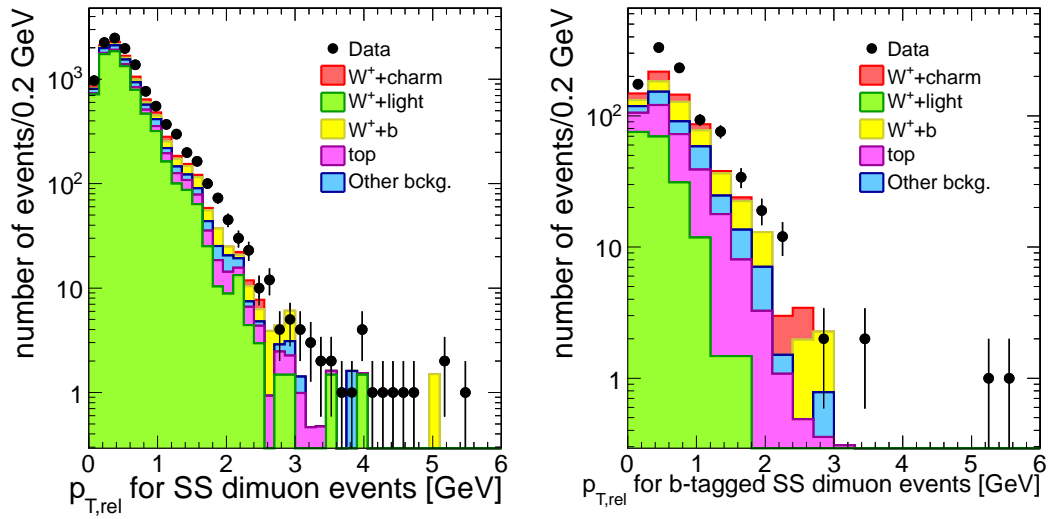 number of events/0.2 GeV
10³
10²
10
1
Data
W⁺+charm
W⁺+light
W⁺+b
top
Other bckg.
0 1 2 3 4 5 6
p_T,rel for SS dimuon events [GeV]
number of events/0.2 GeV
10²
10
1
Data
W⁺+charm
W⁺+light
W⁺+b
top
Other bckg.
0 1 2 3 4 5 6
p_T,rel for b-tagged SS dimuon events [GeV]